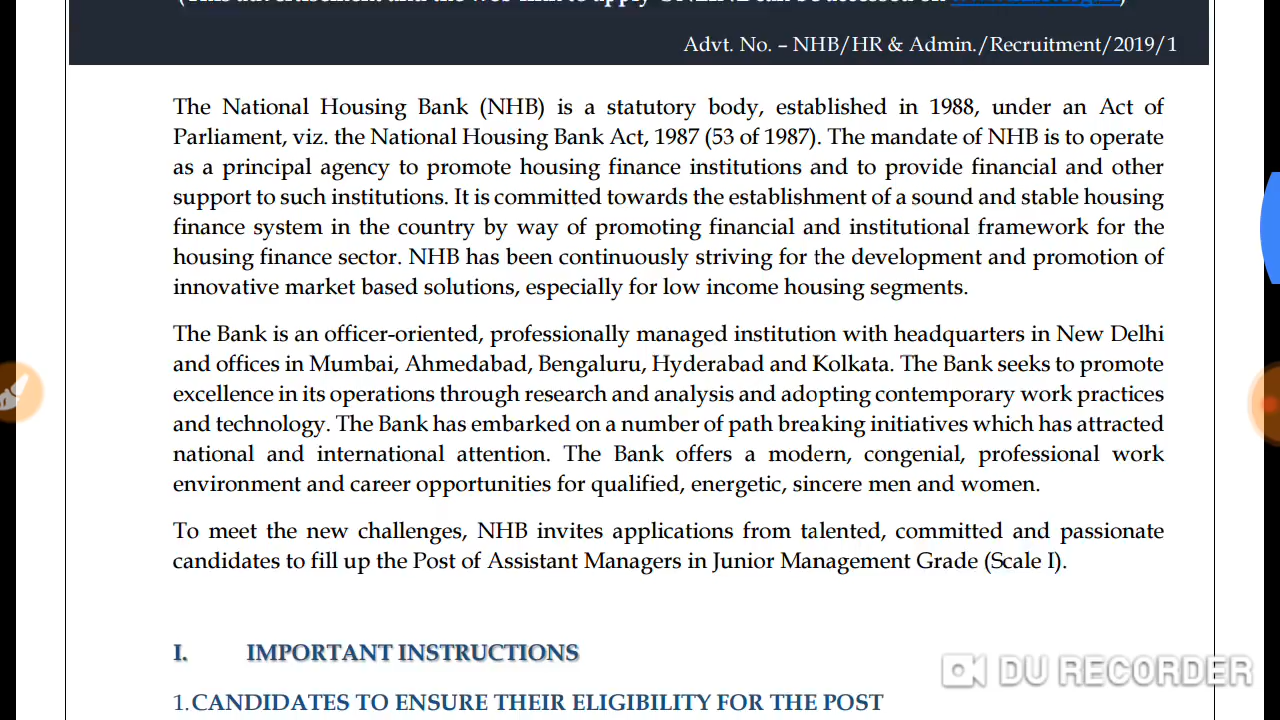 Advt. No. – NHB/HR & Admin./Recruitment/2019/1
The National Housing Bank (NHB) is a statutory body, established in 1988, under an Act of
Parliament, viz. the National Housing Bank Act, 1987 (53 of 1987). The mandate of NHB is to operate
as a principal agency to promote housing finance institutions and to provide financial and other
support to such institutions. It is committed towards the establishment of a sound and stable housing
finance system in the country by way of promoting financial and institutional framework for the
housing finance sector. NHB has been continuously striving for the development and promotion of
innovative market based solutions, especially for low income housing segments.
The Bank is an officer-oriented, professionally managed institution with headquarters in New Delhi
and offices in Mumbai, Ahmedabad, Bengaluru, Hyderabad and Kolkata. The Bank seeks to promote
excellence in its operations through research and analysis and adopting contemporary work practices
and technology. The Bank has embarked on a number of path breaking initiatives which has attracted
national and international attention. The Bank offers a modern, congenial, professional work
environment and career opportunities for qualified, energetic, sincere men and women.
To meet the new challenges, NHB invites applications from talented, committed and passionate
candidates to fill up the Post of Assistant Managers in Junior Management Grade (Scale I).
I. IMPORTANT INSTRUCTIONS
DU RECORDER
1. CANDIDATES TO ENSURE THEIR ELIGIBILITY FOR THE POST